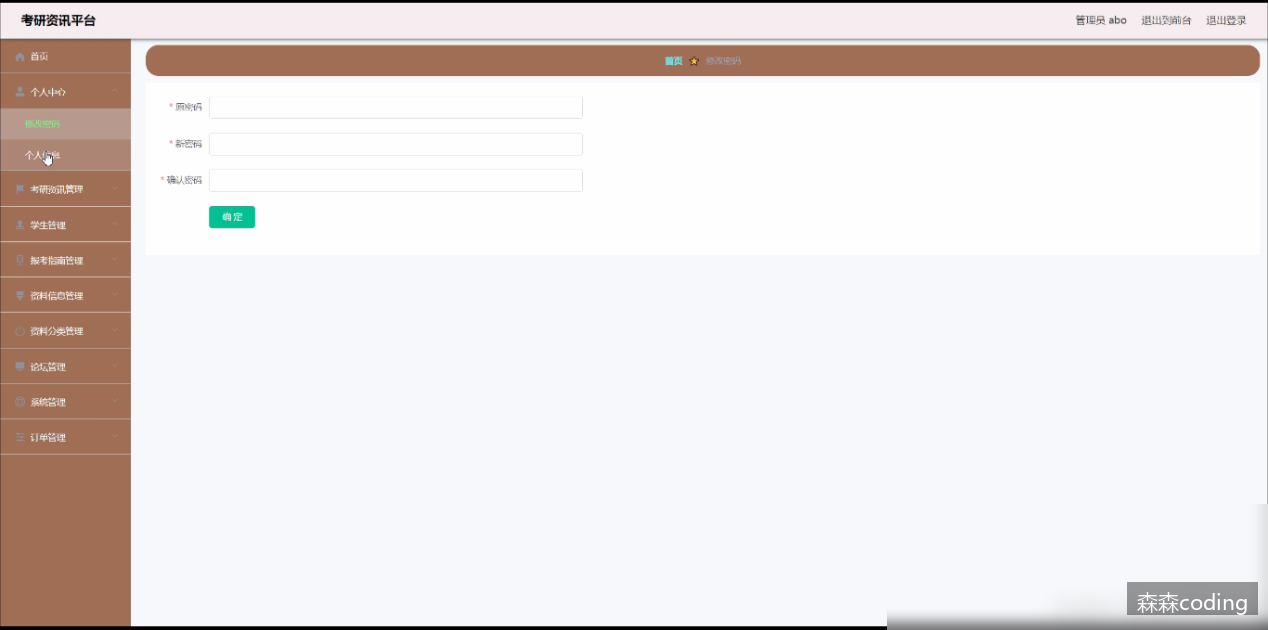 考研资讯平台
管理员 abo 退出到前台 退出登录
首页
首页 修改密码
个人中心
* 原密码
修改密码
* 新密码
个人信息
* 确认密码
考研资讯管理
确定
学生管理
报考指南管理
资料信息管理
资料分类管理
论坛管理
系统管理
订单管理
森森coding